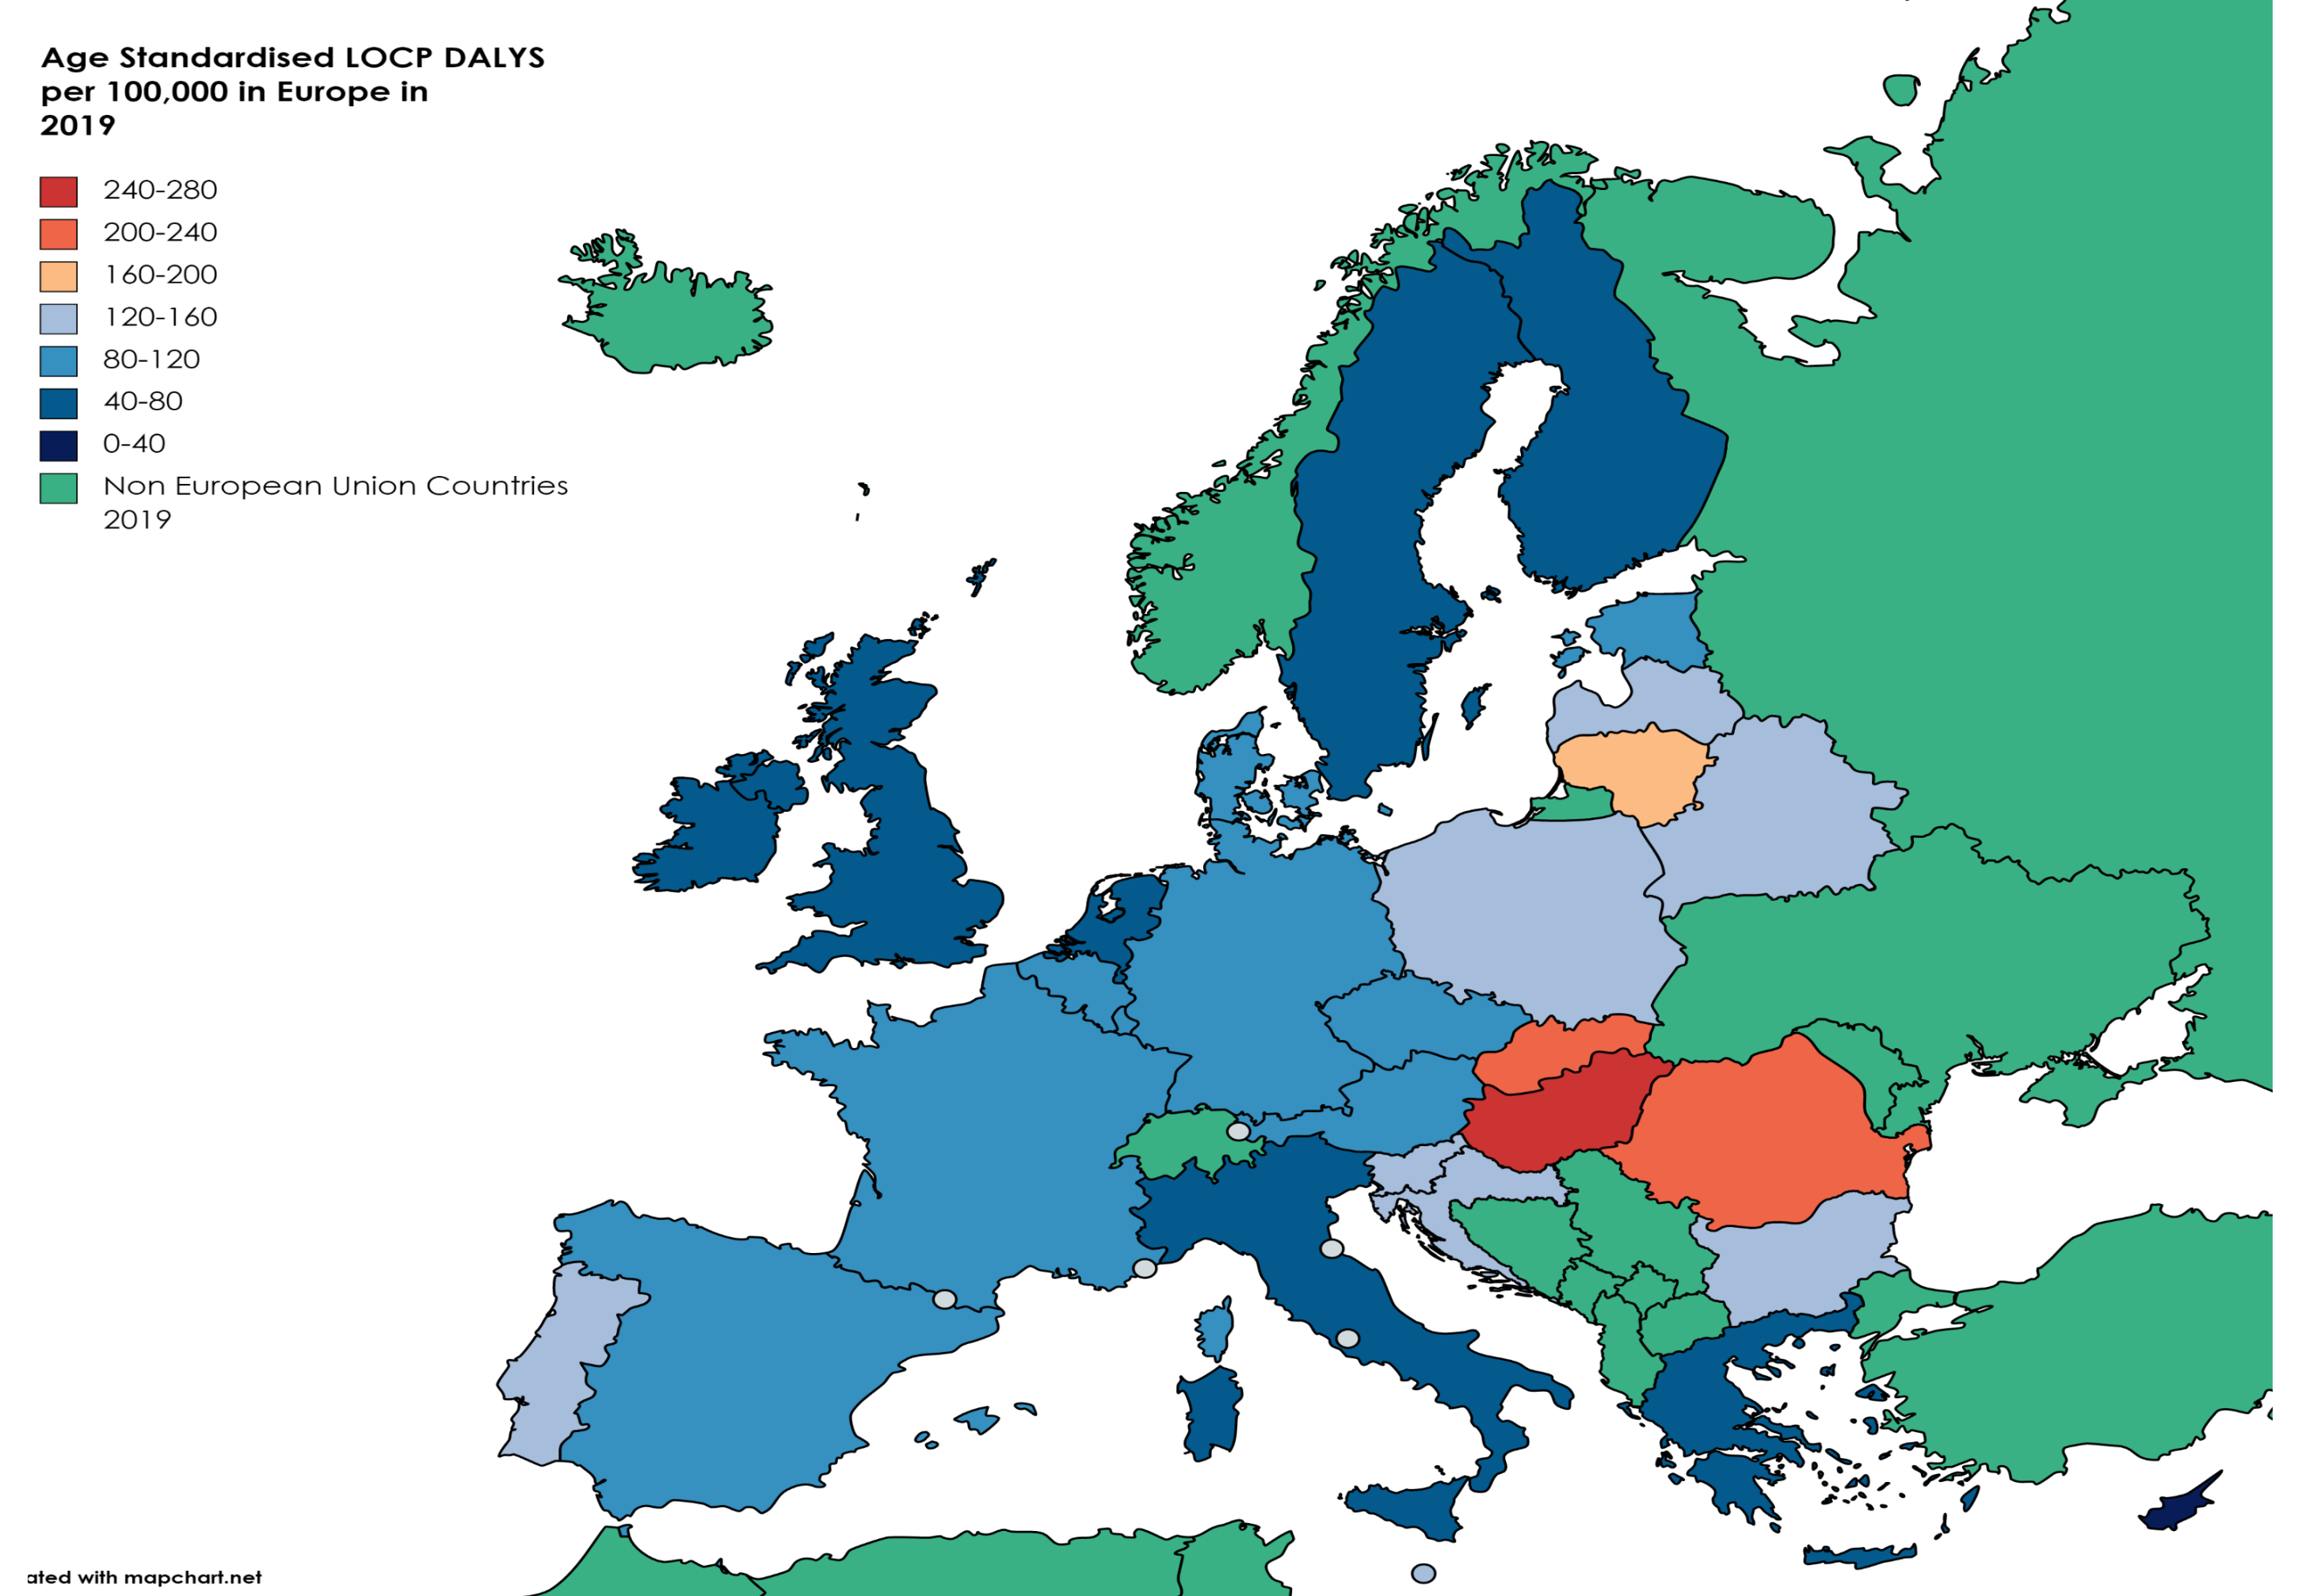 Age Standardised LOCP DALYS
per 100,000 in Europe in
2019
240-280
200-240
160-200
120-160
80-120
40-80
0-40
Non European Union Countries
2019
ated with mapchart.net